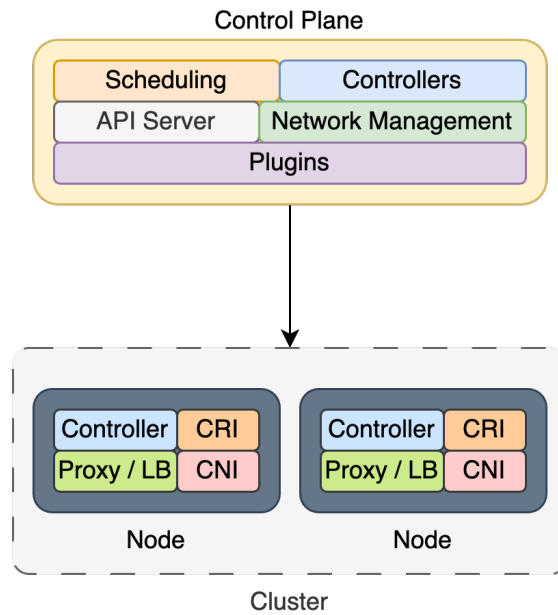 Control Plane
Scheduling
Controllers
API Server
Network Management
Plugins
Controller
CRI
Proxy / LB
CNI
Node
Controller
CRI
Proxy / LB
CNI
Node
Cluster